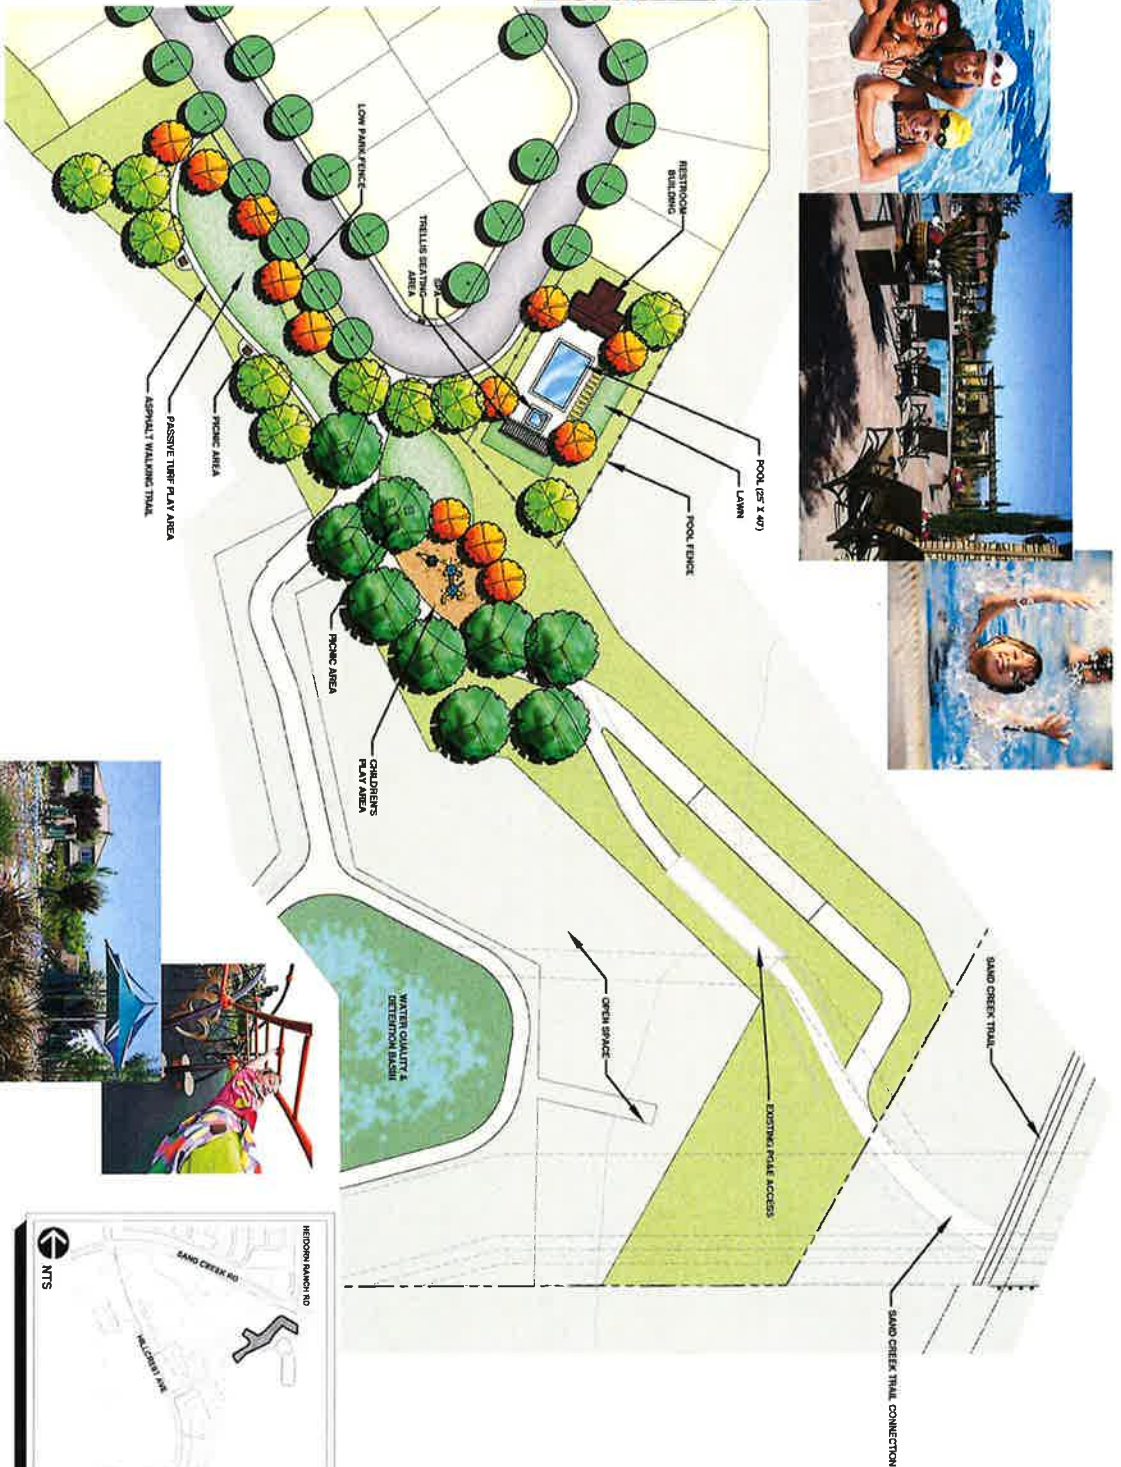 SAND CREEK TRAIL CONNECTION
SAND CREEK TRAIL
EXISTING PG&E ACCESS
OPEN SPACE
POOL (25' X 40')
LAWN
POOL FENCE
RESTROOM
BUILDING
SPA
TRELLIS SEATING
AREA
LOW PARK FENCE
CHILDREN'S
PLAY AREA
PICNIC AREA
PICNIC AREA
PASSIVE TURF PLAY AREA
ASPHALT WALKING TRAIL
WATER QUALITY &
DETENTION BASIN
HEIDORN RANCH RD
SAND CREEK RD
HILLCREST AVE
NTS